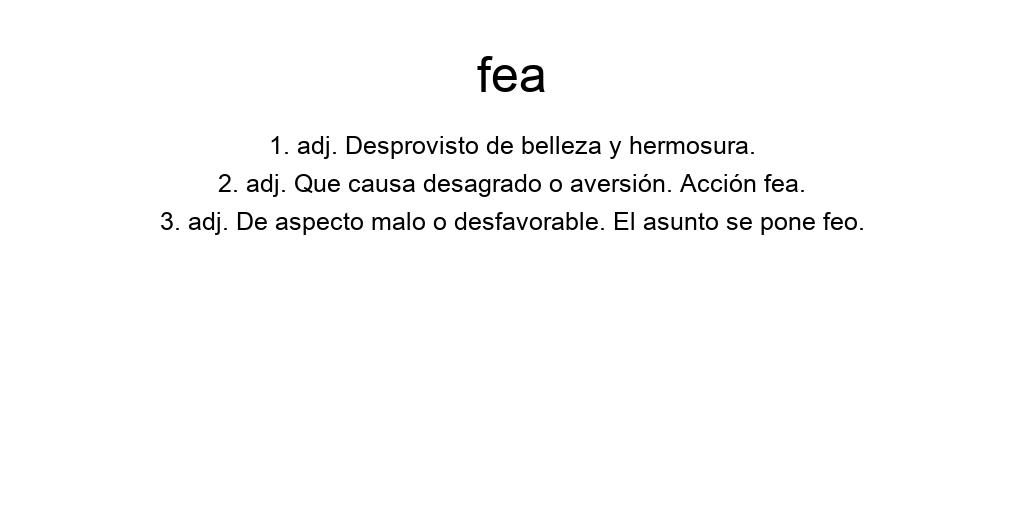 fea
1. adj. Desprovisto de belleza y hermosura.
2. adj. Que causa desagrado o aversión. Acción fea.
3. adj. De aspecto malo o desfavorable. El asunto se pone feo.